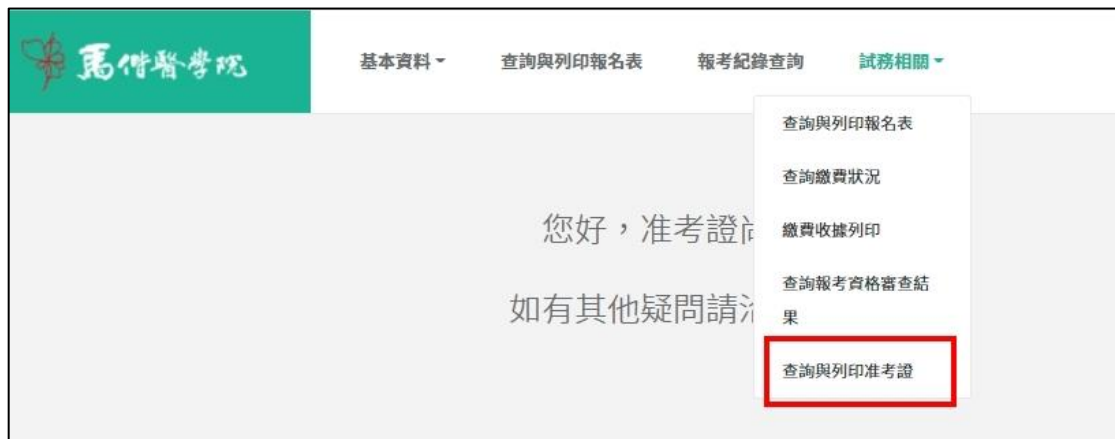 馬偕醫學院
基本資料 查詢與列印報名表 報考紀錄查詢 試務相關
查詢與列印報名表
查詢繳費狀況
繳費收據列印
查詢報考資格審查結
果
查詢與列印准考證
您好，准考證尚
如有其他疑問請洽